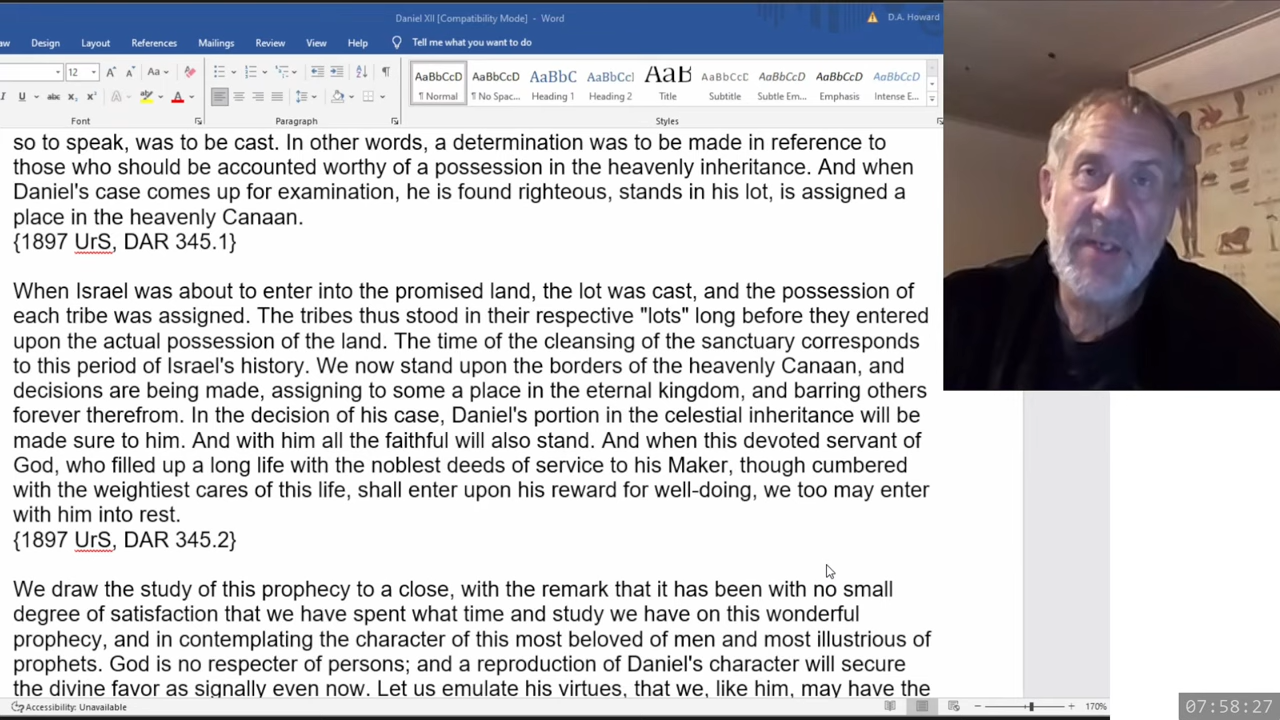 Daniel XII [Compatibility Mode] - Word
D.A. Howard
aw Design Layout References Mailings Review View Help Tell me what you want to do
12 A A Aa A
AaBbCcD AaBbCcD AaBbC AaBbCcI AaB AaBbCcD AaBbCcD AaBbCcD AaBbCcD
I U abc x₂ x² A A
¶ Normal ¶ No Spac... Heading 1 Heading 2 Title Subtitle Subtle Em... Emphasis Intense E...
Font Paragraph Styles
so to speak, was to be cast. In other words, a determination was to be made in reference to
those who should be accounted worthy of a possession in the heavenly inheritance. And when
Daniel's case comes up for examination, he is found righteous, stands in his lot, is assigned a
place in the heavenly Canaan.
{1897 UrS, DAR 345.1}
When Israel was about to enter into the promised land, the lot was cast, and the possession of
each tribe was assigned. The tribes thus stood in their respective "lots" long before they entered
upon the actual possession of the land. The time of the cleansing of the sanctuary corresponds
to this period of Israel's history. We now stand upon the borders of the heavenly Canaan, and
decisions are being made, assigning to some a place in the eternal kingdom, and barring others
forever therefrom. In the decision of his case, Daniel's portion in the celestial inheritance will be
made sure to him. And with him all the faithful will also stand. And when this devoted servant of
God, who filled up a long life with the noblest deeds of service to his Maker, though cumbered
with the weightiest cares of this life, shall enter upon his reward for well-doing, we too may enter
with him into rest.
{1897 UrS, DAR 345.2}
We draw the study of this prophecy to a close, with the remark that it has been with no small
degree of satisfaction that we have spent what time and study we have on this wonderful
prophecy, and in contemplating the character of this most beloved of men and most illustrious of
prophets. God is no respecter of persons; and a reproduction of Daniel's character will secure
the divine favor as signally even now. Let us emulate his virtues, that we, like him, may have the
Accessibility: Unavailable
170%
07:58:27